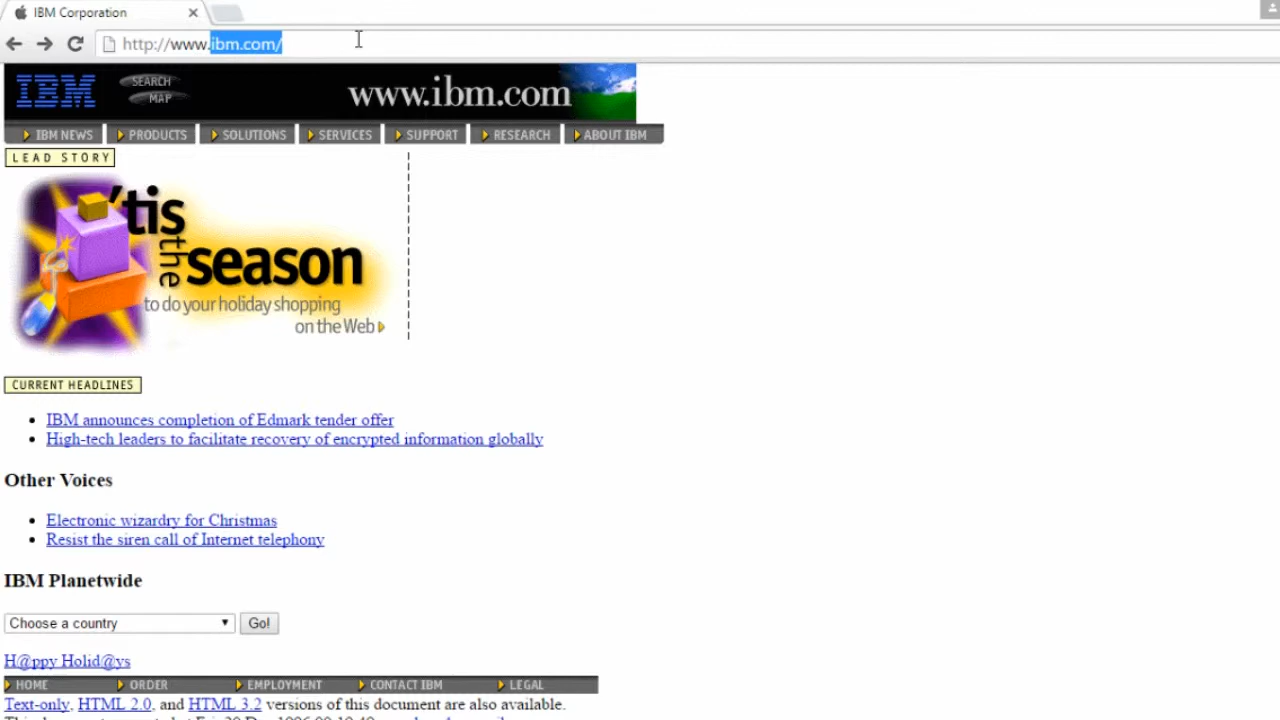 IBM Corporation
http://www.ibm.com/
IBM
SEARCH
MAP
www.ibm.com
IBM NEWS PRODUCTS SOLUTIONS SERVICES SUPPORT RESEARCH ABOUT IBM
LEAD STORY
'tis
the
season
to do your holiday shopping
on the Web
CURRENT HEADLINES
IBM announces completion of Edmark tender offer
High-tech leaders to facilitate recovery of encrypted information globally
Other Voices
Electronic wizardry for Christmas
Resist the siren call of Internet telephony
IBM Planetwide
Choose a country Go!
H@ppy Holid@ys
HOME ORDER EMPLOYMENT CONTACT IBM LEGAL
Text-only, HTML 2.0, and HTML 3.2 versions of this document are also available.